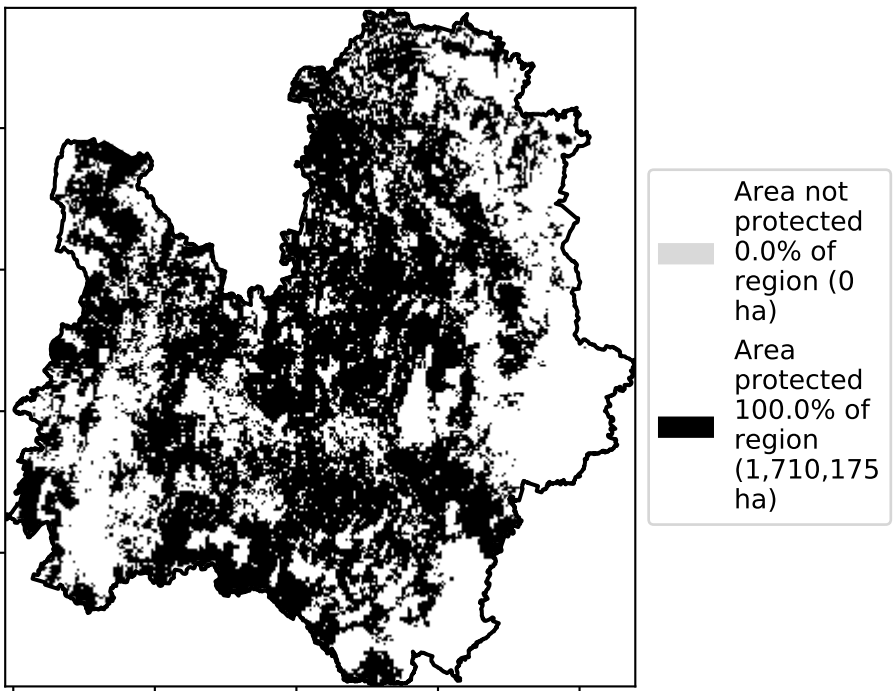 Area not
protected
0.0% of
region (0
ha)
Area
protected
100.0% of
region
(1,710,175
ha)